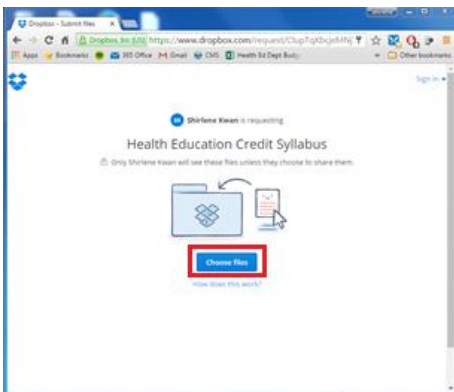 Dropbox - Submit files
Dropbox, Inc [US] https://www.dropbox.com/request/
Apps Bookmarks 365 Office Gmail CMS Health Ed Dept Budg Other bookmarks
Sign in
Shirlene Kwan is requesting
Health Education Credit Syllabus
Only Shirlene Kwan will see these files unless they choose to share them.
Choose files
How does this work?